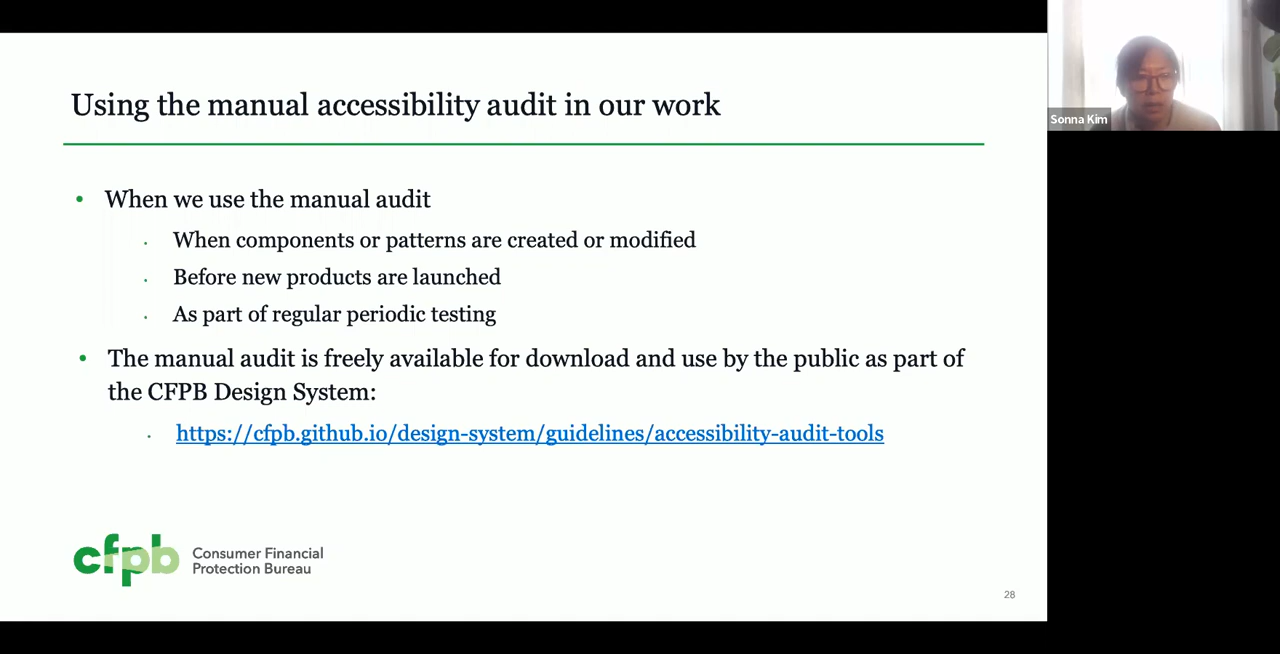 Using the manual accessibility audit in our work
• When we use the manual audit
• When components or patterns are created or modified
• Before new products are launched
• As part of regular periodic testing
• The manual audit is freely available for download and use by the public as part of
the CFPB Design System:
• https://cfpb.github.io/design-system/guidelines/accessibility-audit-tools
cfpb
Consumer Financial
Protection Bureau
28
Sonna Kim